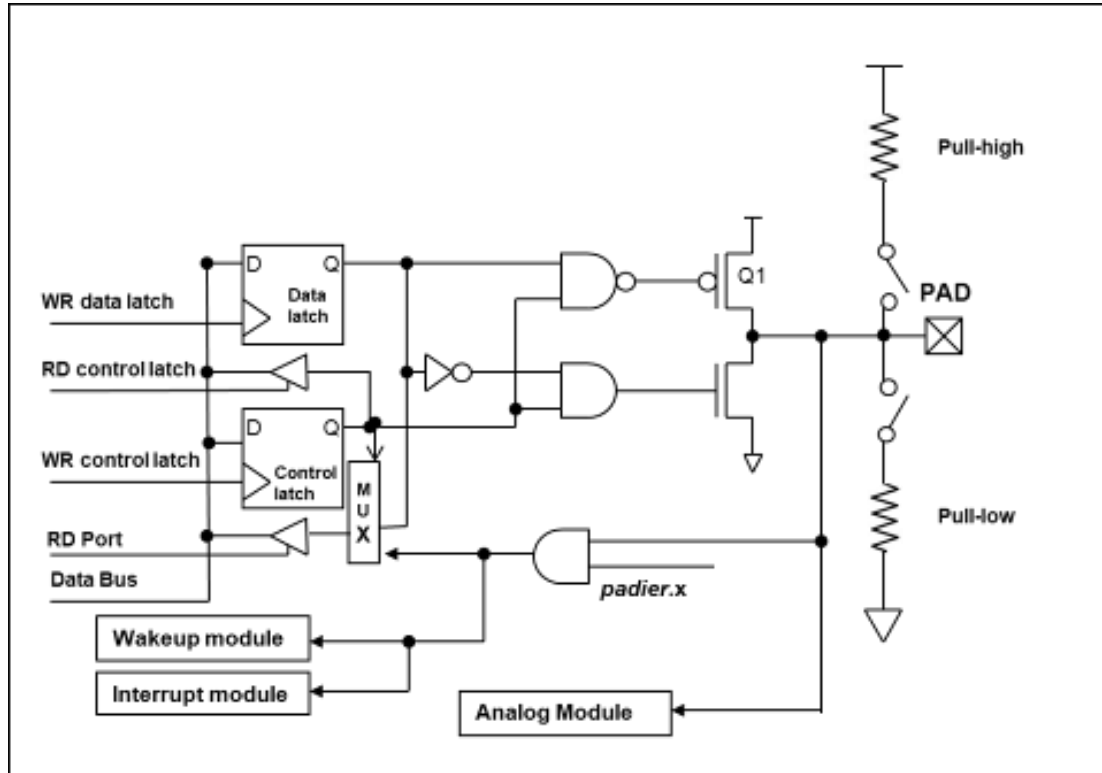 Pull-high
D
Q
Q1
WR data latch
Data
latch
PAD
RD control latch
D
Q
WR control latch
Control
latch
M
U
X
Pull-low
RD Port
Data Bus
padier.x
Wakeup module
Interrupt module
Analog Module